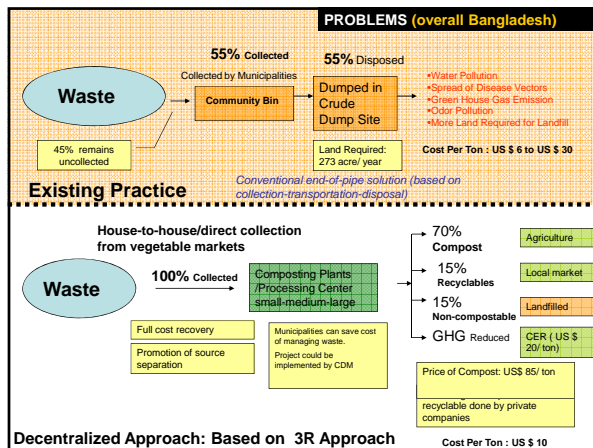 PROBLEMS (overall Bangladesh)
55% Collected
55% Disposed
Collected by Municipalities
Waste
Community Bin
Dumped in
Crude
Dump Site
▪Water Pollution
▪Spread of Disease Vectors
▪Green House Gas Emission
▪Odor Pollution
▪More Land Required for Landfill
45% remains
uncollected
Land Required:
273 acre/ year
Cost Per Ton : US $ 6 to US $ 30
Existing Practice
Conventional end-of-pipe solution (based on
collection-transportation-disposal)
House-to-house/direct collection
from vegetable markets
Waste
100% Collected
Composting Plants
/Processing Center
small-medium-large
70%
Compost
Agriculture
15%
Recyclables
Local market
15%
Non-compostable
Landfilled
GHG Reduced
CER ( US $
20/ ton)
Full cost recovery
Promotion of source
separation
Municipalities can save cost
of managing waste.
Project could be
implemented by CDM
Price of Compost: US$ 85/ ton
recyclable done by private
companies
Decentralized Approach: Based on 3R Approach
Cost Per Ton : US $ 10